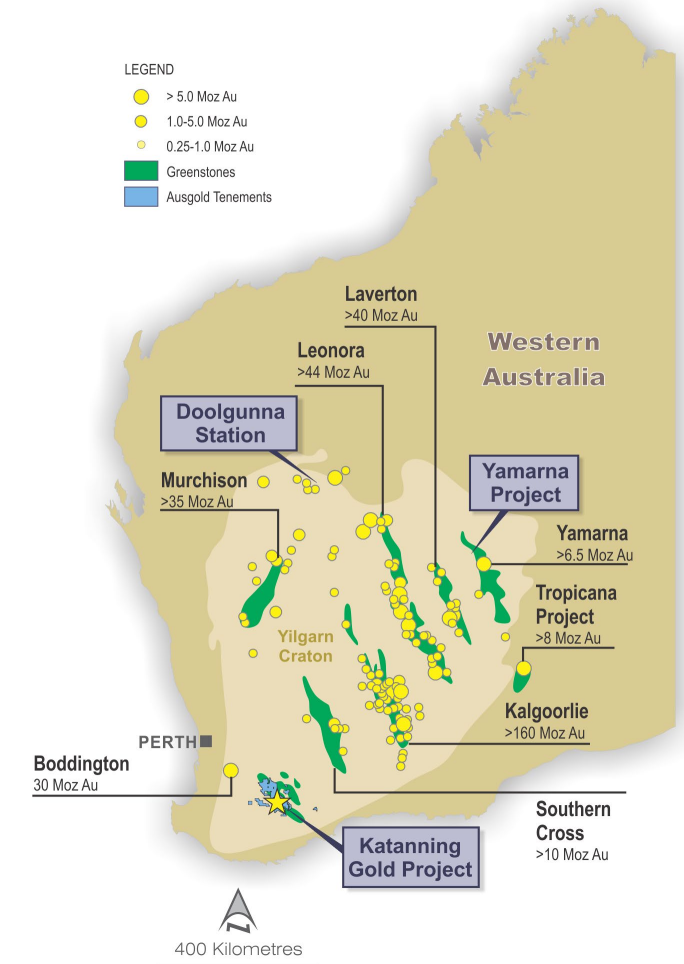 LEGEND
> 5.0 Moz Au
1.0-5.0 Moz Au
0.25-1.0 Moz Au
Greenstones
Ausgold Tenements
Laverton
>40 Moz Au
Western
Australia
Leonora
>44 Moz Au
Doolgunna
Station
Murchison
>35 Moz Au
Yamarna
Project
Yamarna
>6.5 Moz Au
Tropicana
Project
>8 Moz Au
Yilgarn
Craton
Kalgoorlie
>160 Moz Au
PERTH
Boddington
30 Moz Au
Southern
Cross
>10 Moz Au
Katanning
Gold Project
N
400 Kilometres